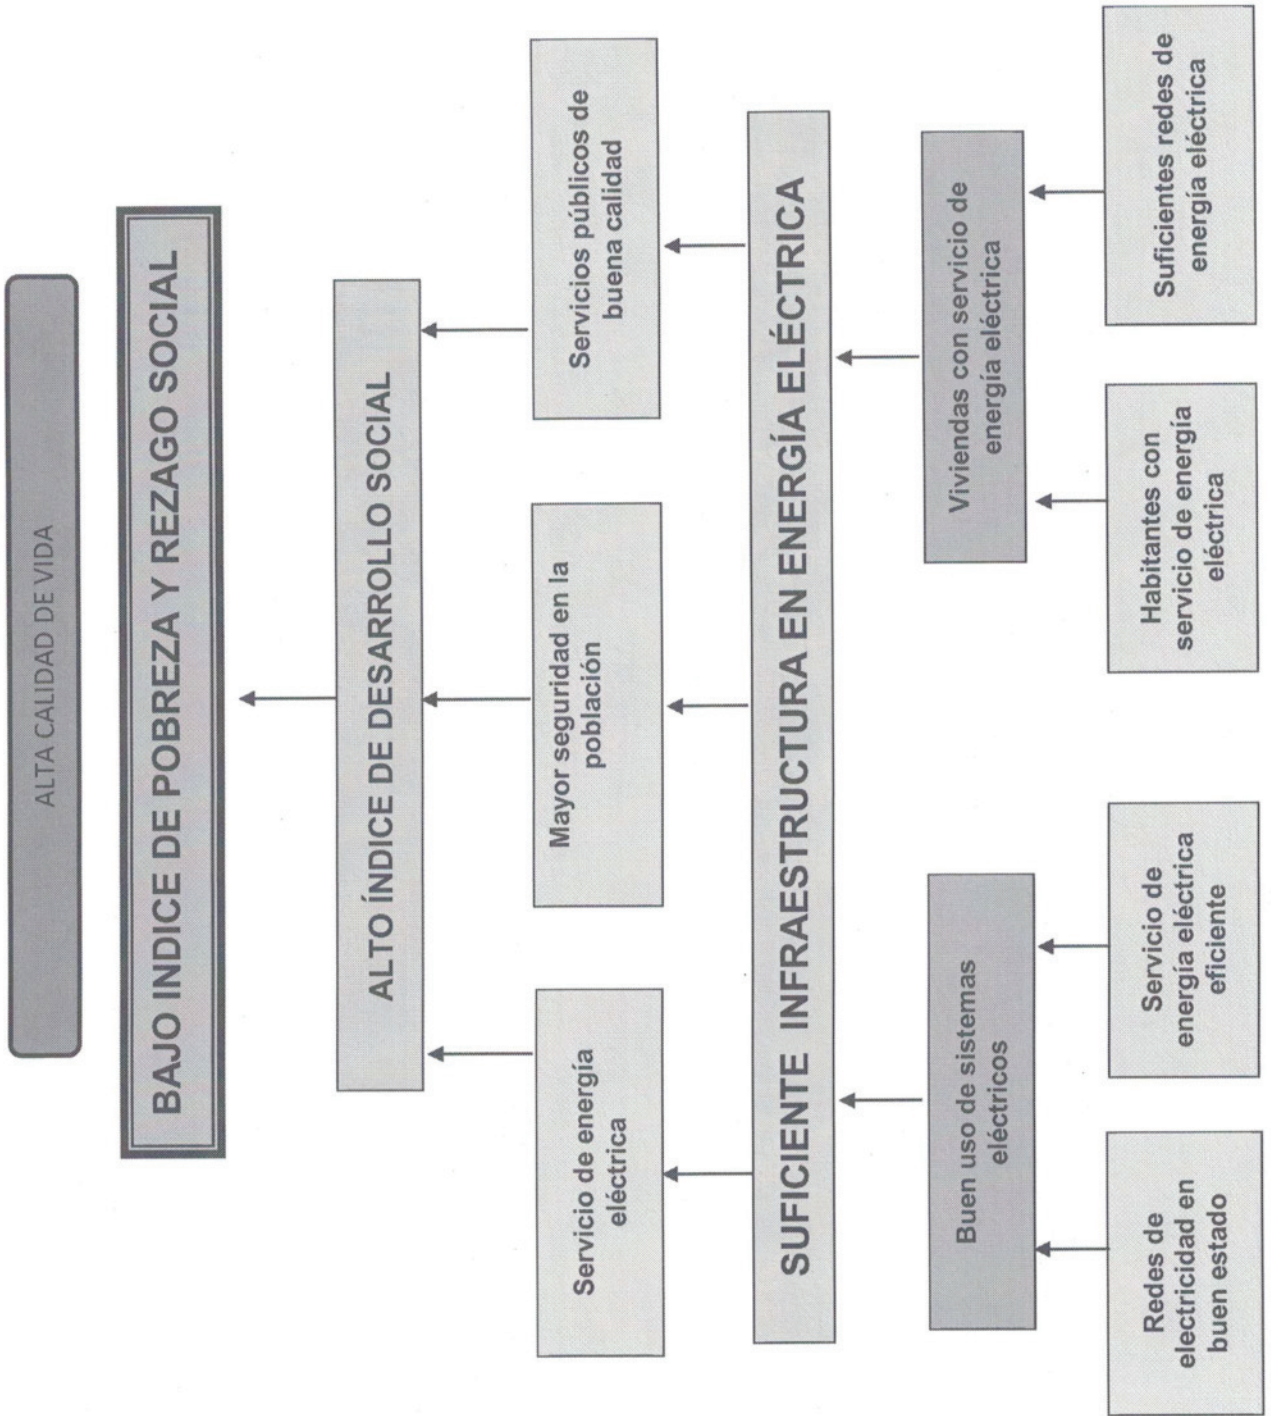 ALTA CALIDAD DE VIDA
BAJO INDICE DE POBREZA Y REZAGO SOCIAL
ALTO ÍNDICE DE DESARROLLO SOCIAL
Servicio de energía
eléctrica
Mayor seguridad en la
población
Servicios públicos de
buena calidad
SUFICIENTE INFRAESTRUCTURA EN ENERGÍA ELÉCTRICA
Buen uso de sistemas
eléctricos
Viviendas con servicio de
energía eléctrica
Redes de
electricidad en
buen estado
Servicio de
energía eléctrica
eficiente
Habitantes con
servicio de energía
eléctrica
Suficientes redes de
energía eléctrica